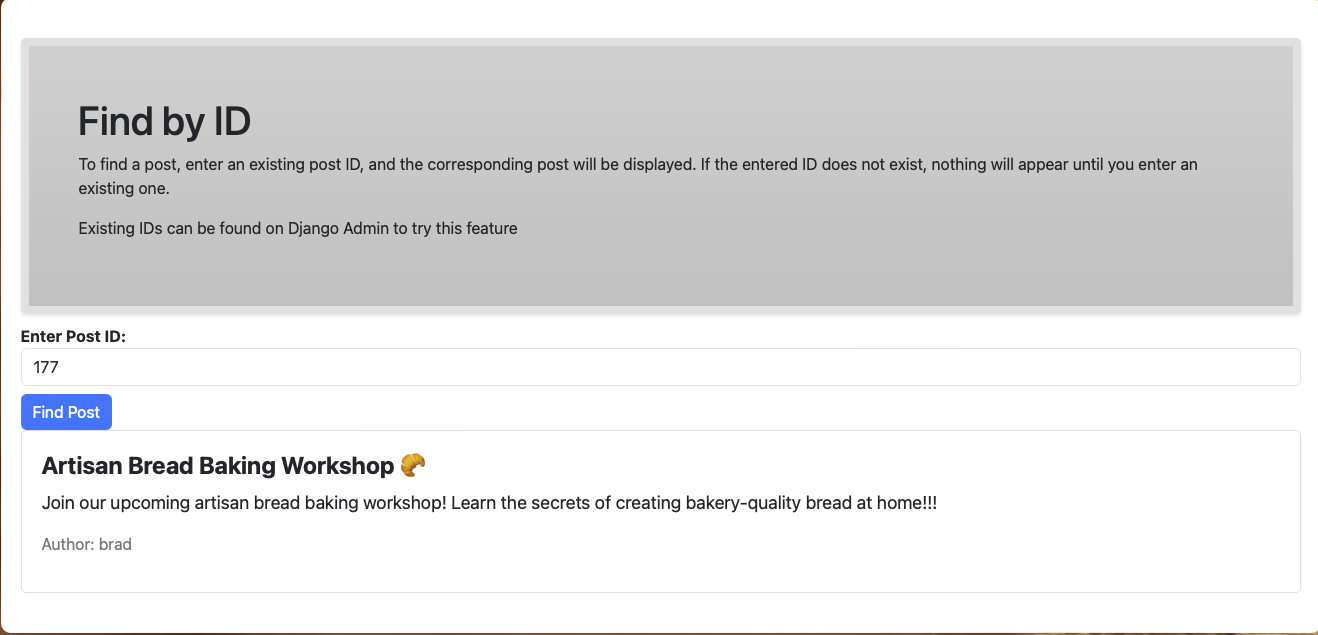 Find by ID
To find a post, enter an existing post ID, and the corresponding post will be displayed. If the entered ID does not exist, nothing will appear until you enter an
existing one.
Existing IDs can be found on Django Admin to try this feature
Enter Post ID:
177
Find Post
Artisan Bread Baking Workshop 🥐
Join our upcoming artisan bread baking workshop! Learn the secrets of creating bakery-quality bread at home!!!
Author: brad